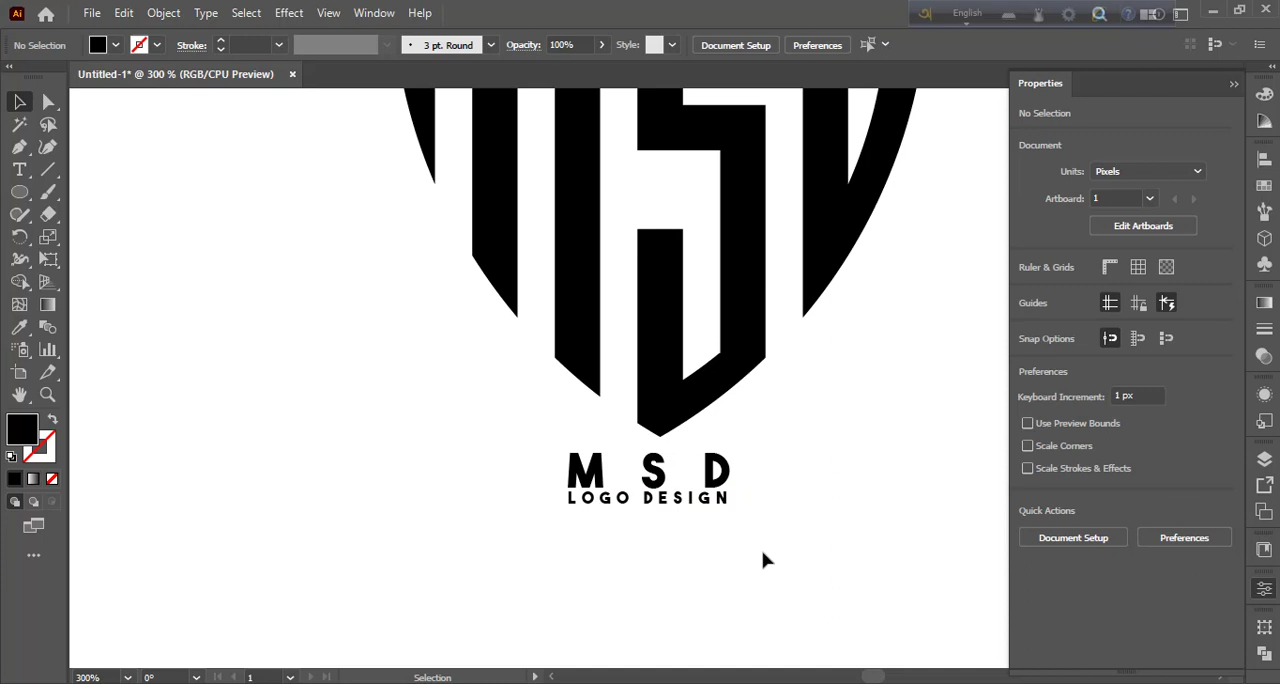 Ai File Edit Object Type Select Effect View Window Help English
No Selection Stroke: 3 pt. Round Opacity: 100% Style: Document Setup Preferences
Untitled-1* @ 300 % (RGB/CPU Preview)
Properties
No Selection
Document
Units: Pixels
Artboard: 1
Edit Artboards
Ruler & Grids
Guides
Snap Options
Preferences
Keyboard Increment: 1 px
Use Preview Bounds
Scale Corners
Scale Strokes & Effects
Quick Actions
Document Setup Preferences
M S D
LOGO DESIGN
300% 0° 1 Selection